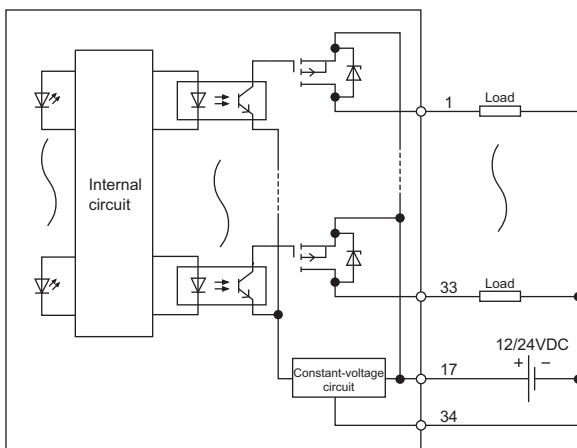 1
Load
Internal
circuit
33
Load
12/24VDC
+ −
Constant-voltage
circuit
17
34